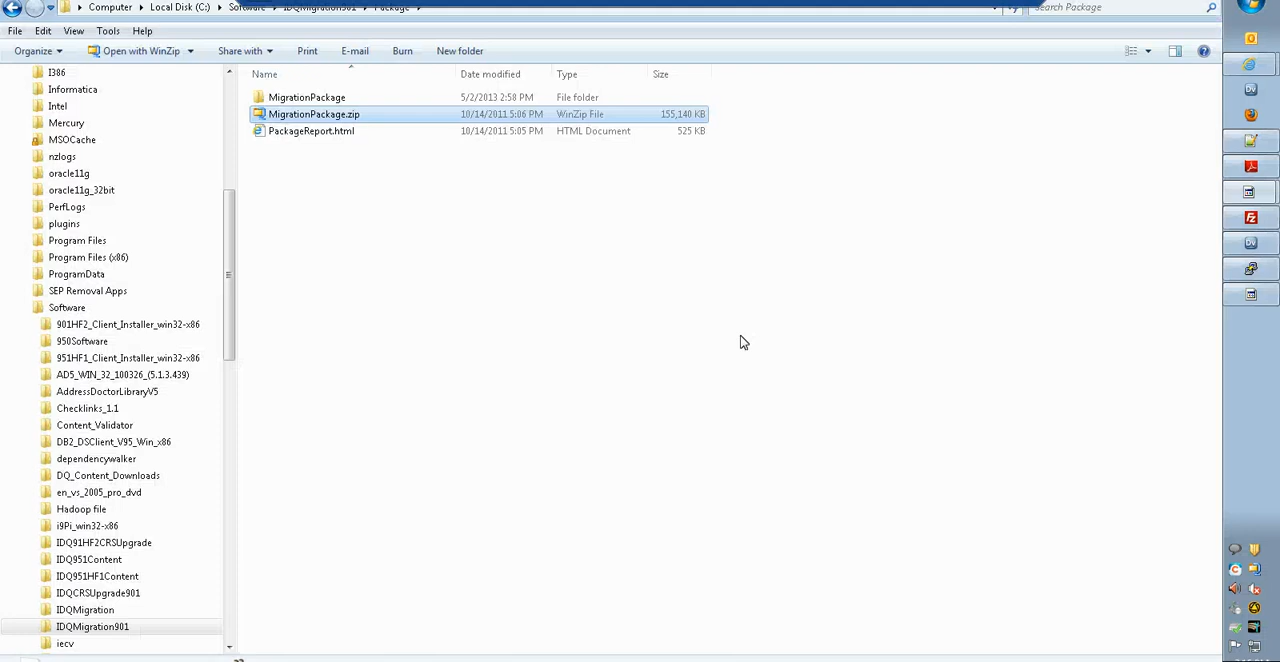 Computer Local Disk (C:) Software IDQMigration901 Package Search Package
File Edit View Tools Help
Organize Open with WinZip Share with Print E-mail Burn New folder
Name Date modified Type Size
MigrationPackage 5/2/2013 2:58 PM File folder
MigrationPackage.zip 10/14/2011 5:06 PM WinZip File 155,140 KB
PackageReport.html 10/14/2011 5:05 PM HTML Document 525 KB
I386
Informatica
Intel
Mercury
MSOCache
nzlogs
oracle11g
oracle11g_32bit
PerfLogs
plugins
Program Files
Program Files (x86)
ProgramData
SEP Removal Apps
Software
901HF2_Client_Installer_win32-x86
950Software
951HF1_Client_Installer_win32-x86
AD5_WIN_32_100326_(5.1.3.439)
AddressDoctorLibraryV5
Checklinks_1.1
Content_Validator
DB2_DSClient_V95_Win_x86
dependencywalker
DQ_Content_Downloads
en_vs_2005_pro_dvd
Hadoop file
i9Pi_win32-x86
IDQ91HF2CRSUpgrade
IDQ951Content
IDQ951HF1Content
IDQCRSUpgrade901
IDQMigration
IDQMigration901
iecv
Dv
Fz
Dv